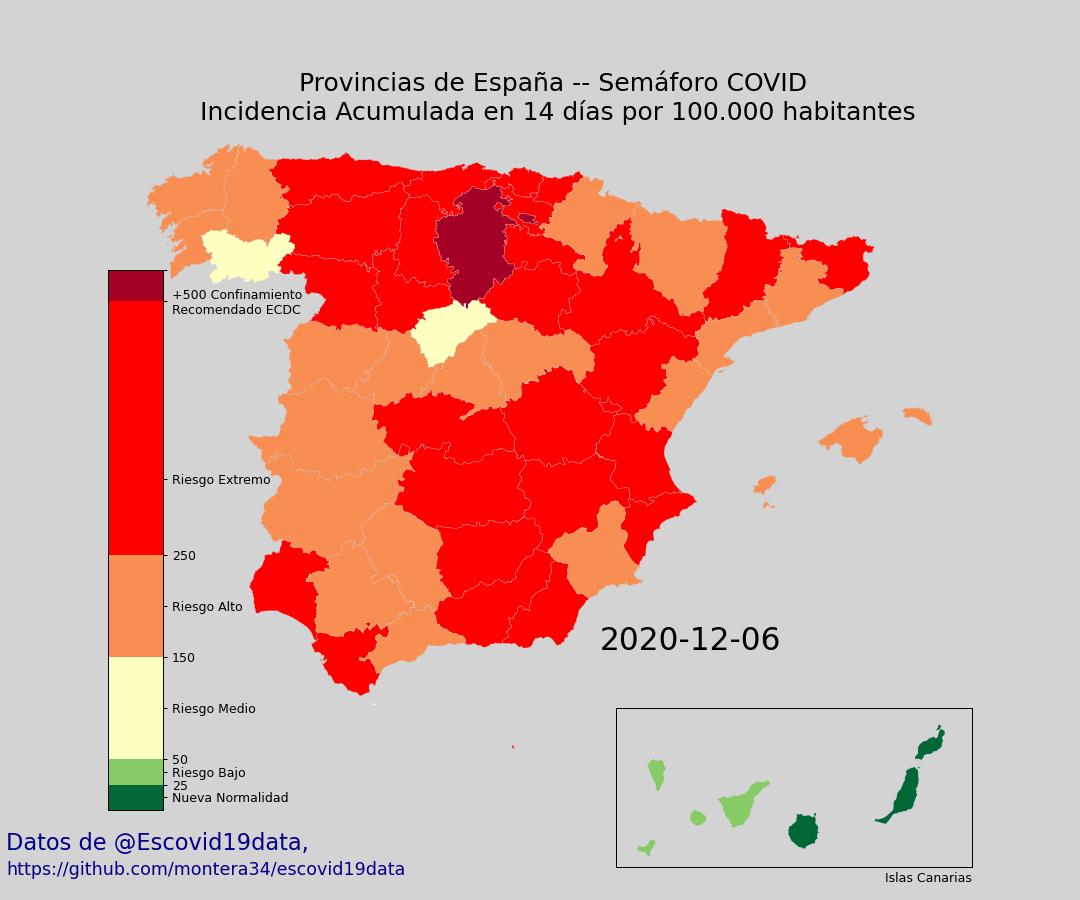 Provincias de España -- Semáforo COVID
Incidencia Acumulada en 14 días por 100.000 habitantes
+500 Confinamiento
Recomendado ECDC
Riesgo Extremo
250
Riesgo Alto
150
Riesgo Medio
50
Riesgo Bajo
25
Nueva Normalidad
2020-12-06
Datos de @Escovid19data,
https://github.com/montera34/escovid19data
Islas Canarias